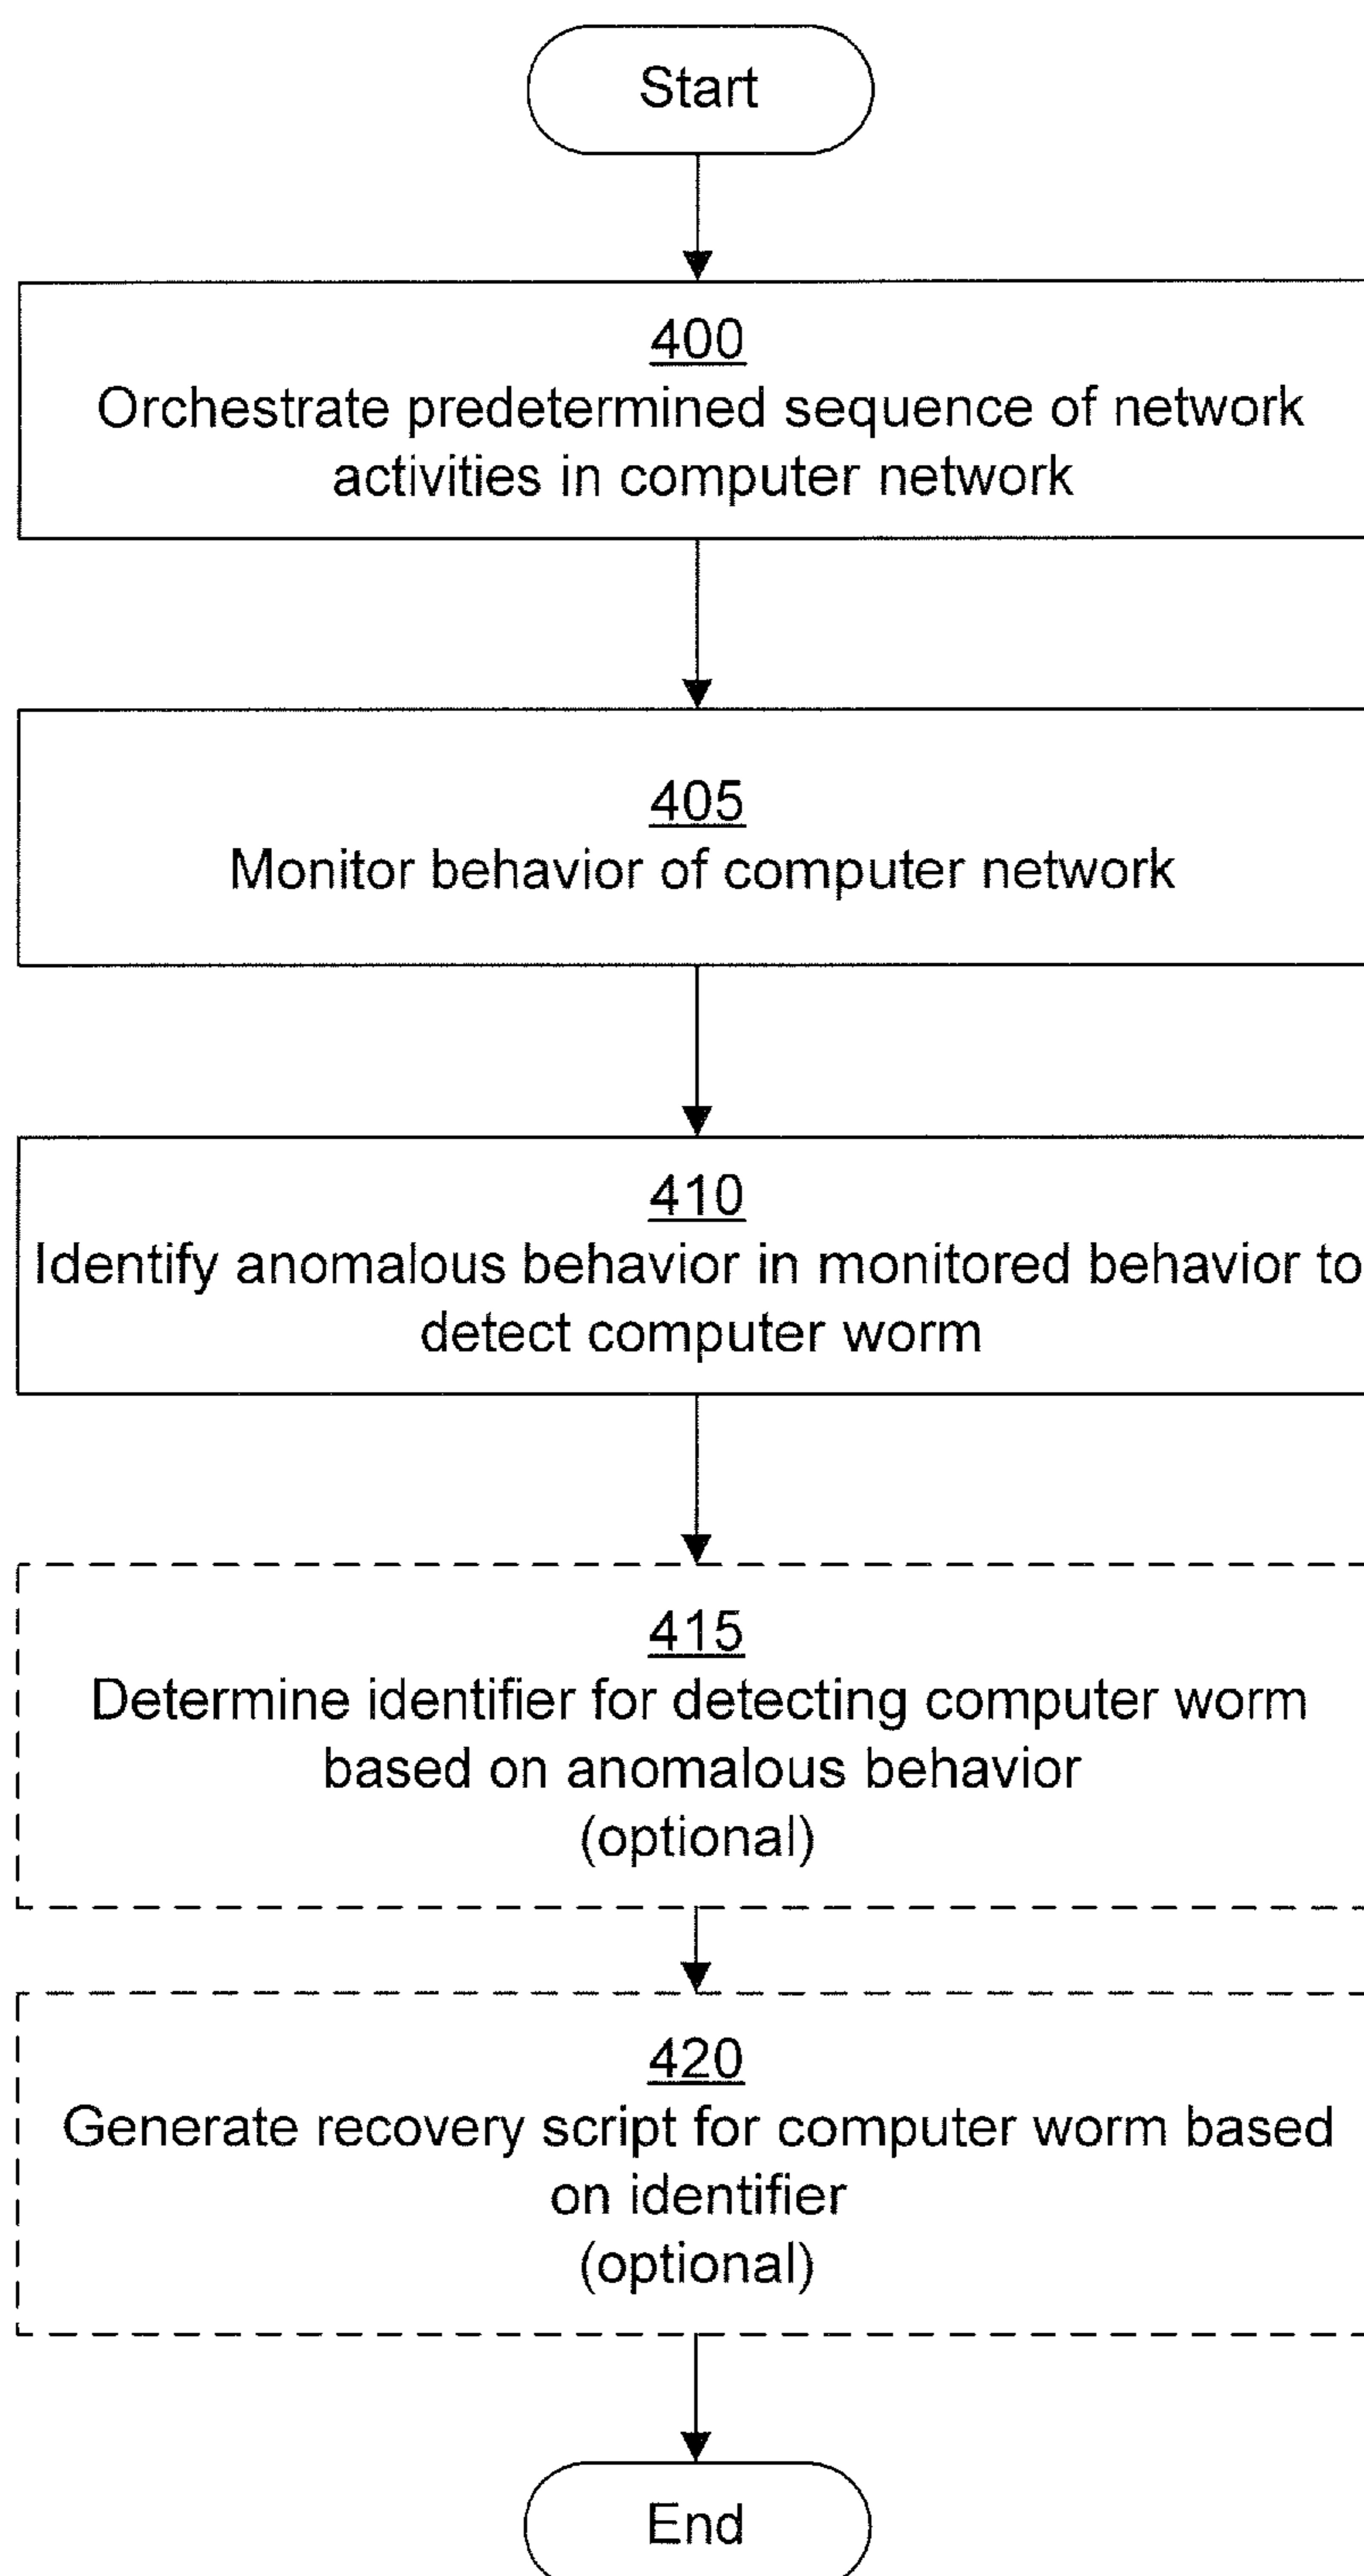 Start
400
Orchestrate predetermined sequence of network
activities in computer network
405
Monitor behavior of computer network
410
Identify anomalous behavior in monitored behavior to
detect computer worm
415
Determine identifier for detecting computer worm
based on anomalous behavior
(optional)
420
Generate recovery script for computer worm based
on identifier
(optional)
End